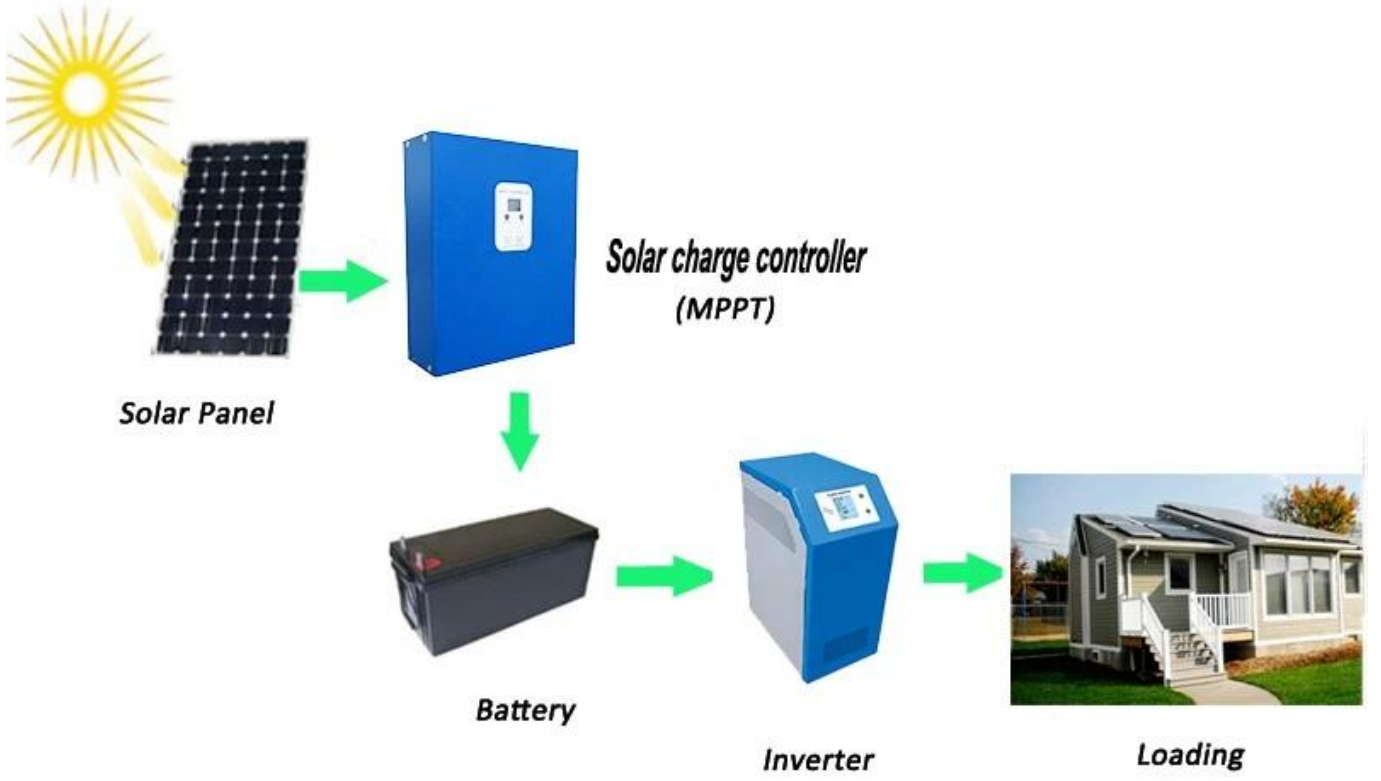 Solar charge controller
(MPPT)
Solar Panel
Battery
Inverter
Loading